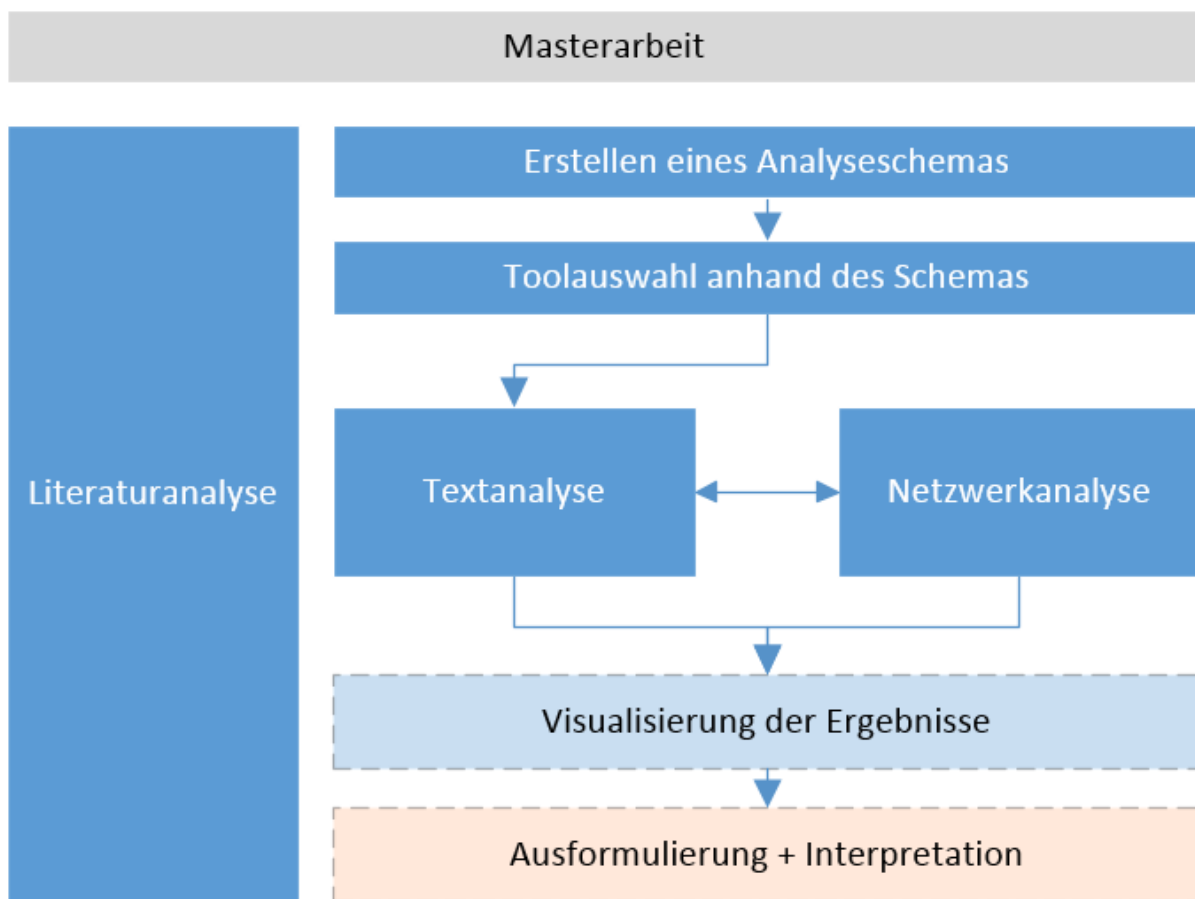 Masterarbeit
Erstellen eines Analyseschemas
Toolauswahl anhand des Schemas
Literaturanalyse
Textanalyse
Netzwerkanalyse
Visualisierung der Ergebnisse
Ausformulierung + Interpretation